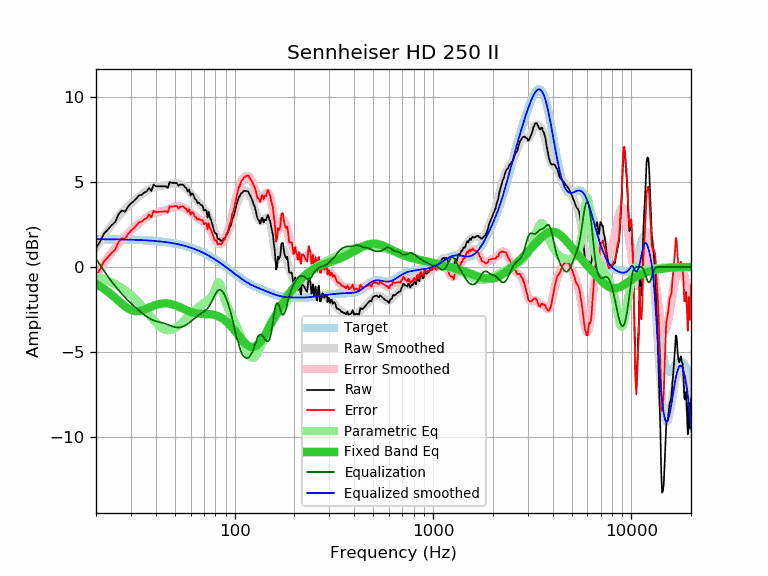 Sennheiser HD 250 II
Amplitude (dBr)
10
5
0
−5
−10
Target
Raw Smoothed
Error Smoothed
Raw
Error
Parametric Eq
Fixed Band Eq
Equalization
Equalized smoothed
100
1000
10000
Frequency (Hz)